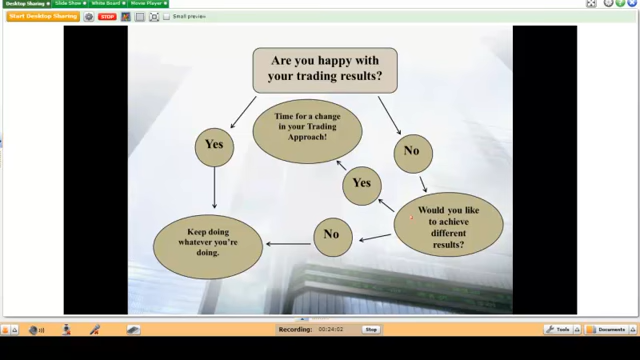 Desktop Sharing
Slide Show
White Board
Movie Player
Start Desktop Sharing
STOP
Small preview
Are you happy with
your trading results?
Time for a change
in your Trading
Approach!
Yes
No
Yes
Would you like
to achieve
different
results?
Keep doing
whatever you're
doing.
No
Recording:
00:24:02
Stop
Tools
Documents